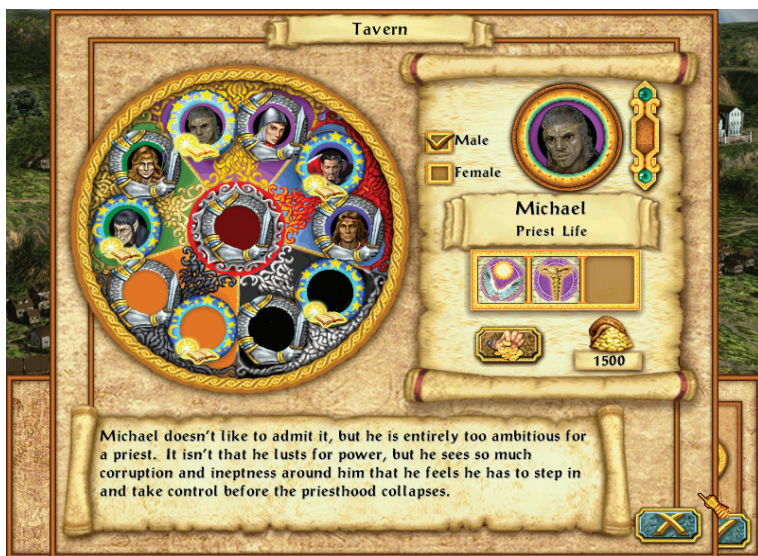 Tavern
Male
Female
Michael
Priest Life
1500
Michael doesn't like to admit it, but he is entirely too ambitious for
a priest.  It isn't that he lusts for power, but he sees so much
corruption and ineptness around him that he feels he has to step in
and take control before the priesthood collapses.